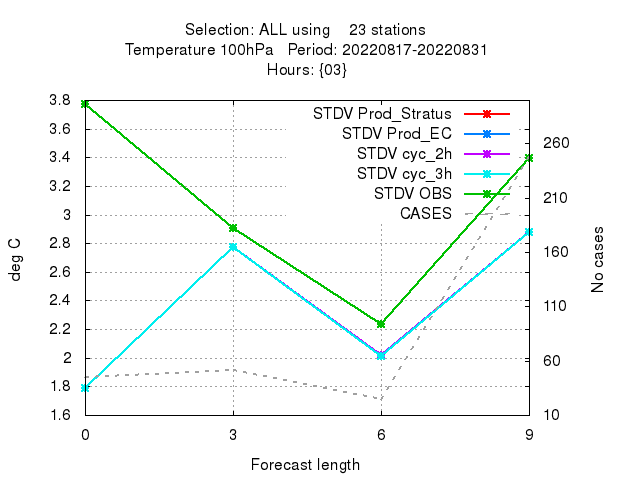 Selection: ALL using 23 stations
Temperature 100hPa Period: 20220817-20220831
Hours: {03}
3.8
3.6
3.4
3.2
3
2.8
2.6
2.4
2.2
2
1.8
1.6
deg C
STDV Prod_Stratus
STDV Prod_EC
STDV cyc_2h
STDV cyc_3h
STDV OBS
CASES
260
210
160
110
60
10
No cases
0 3 6 9
Forecast length